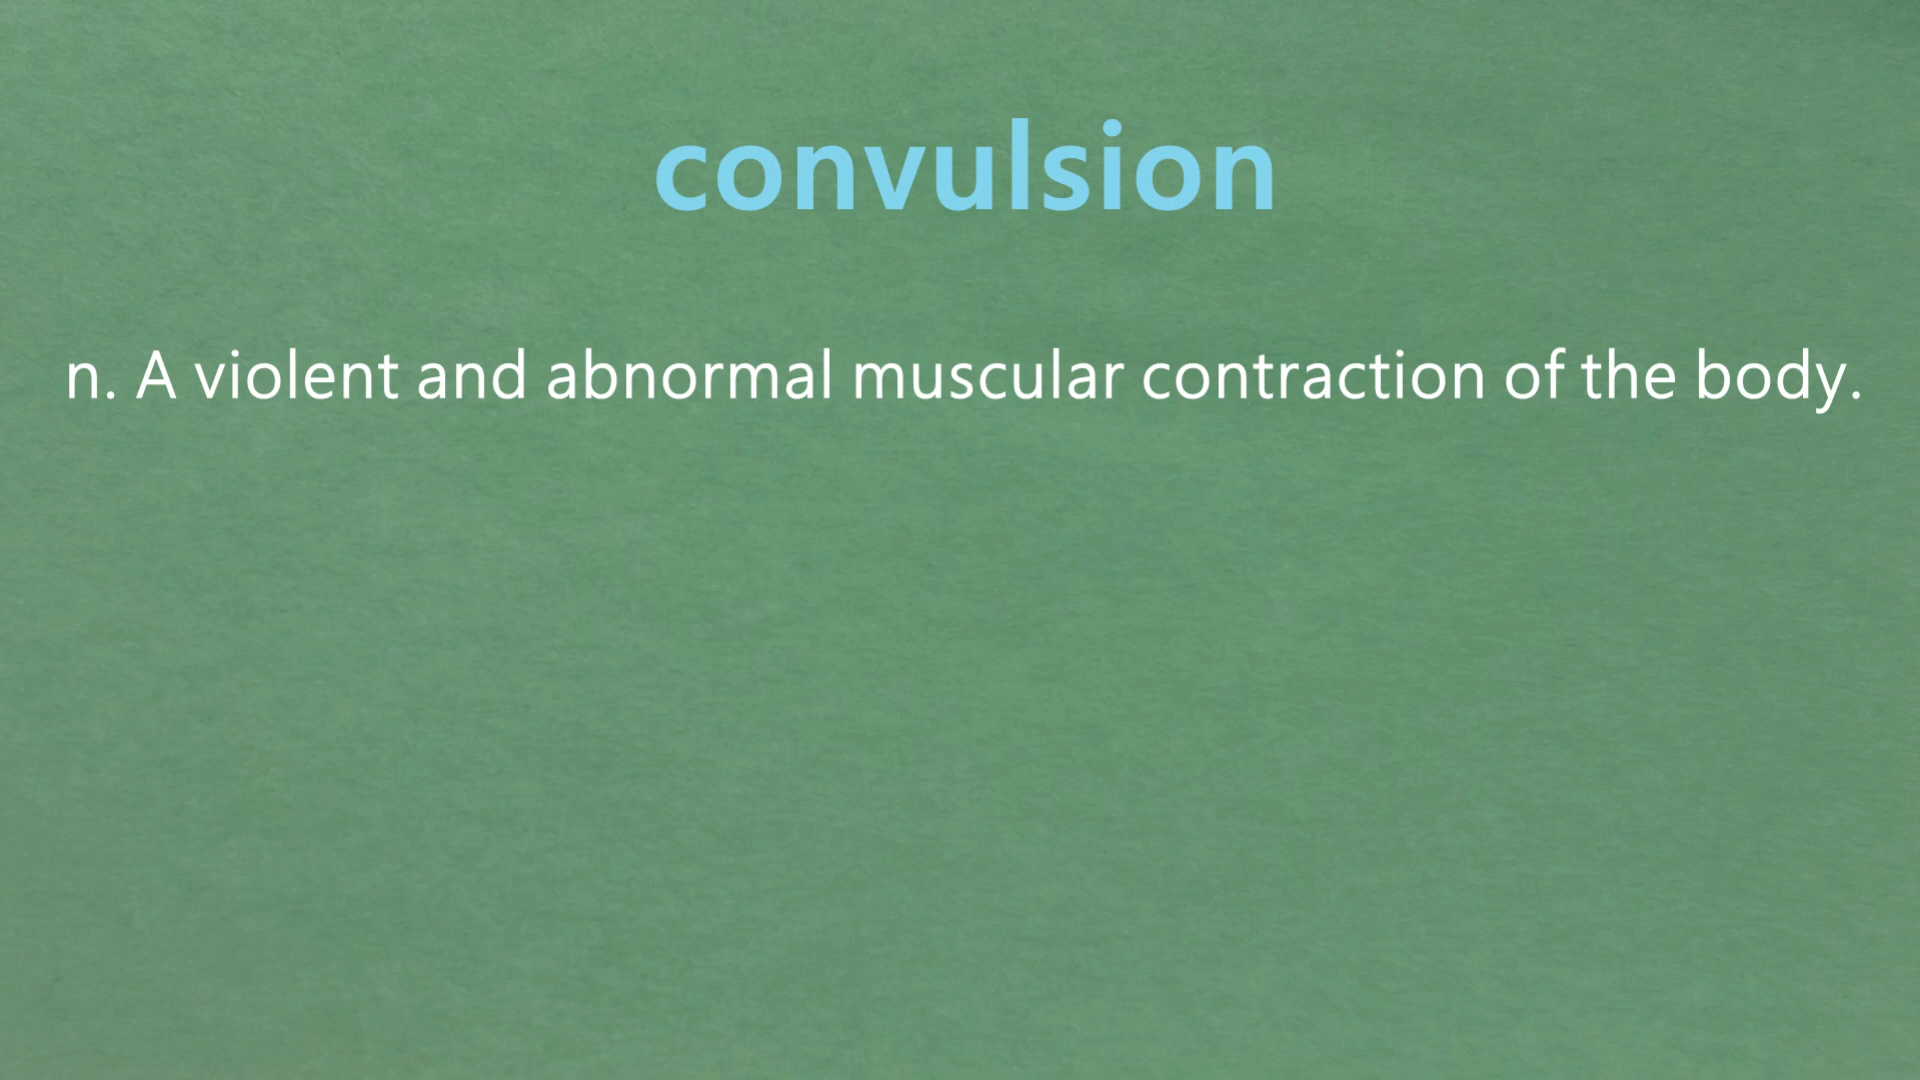 convulsion
n. A violent and abnormal muscular contraction of the body.